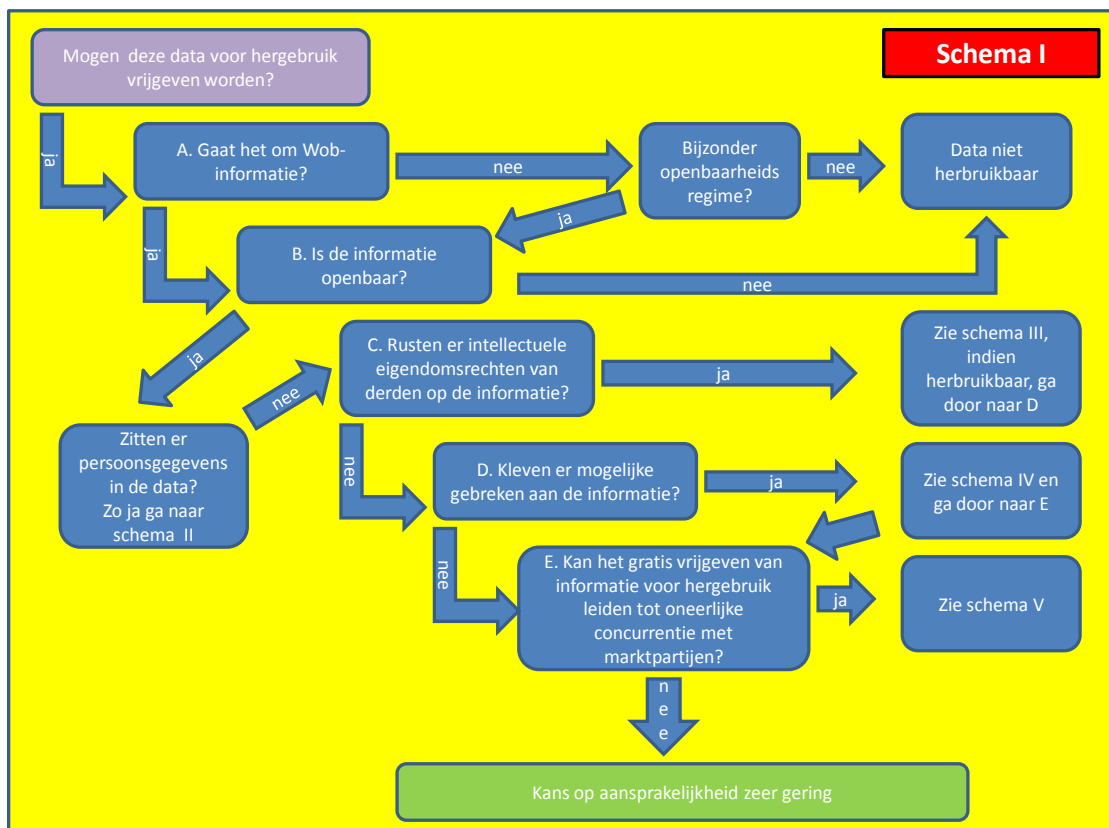 Mogen deze data voor hergebruik
vrijgeven worden?
Schema I
ja
A. Gaat het om Wob-
informatie?
nee
Bijzonder
openbaarheids
regime?
nee
Data niet
herbruikbaar
ja
ja
B. Is de informatie
openbaar?
nee
ja
nee
C. Rusten er intellectuele
eigendomsrechten van
derden op de informatie?
ja
Zie schema III,
indien
herbruikbaar, ga
door naar D
Zitten er
persoonsgegevens
in de data?
Zo ja ga naar
schema II
nee
D. Kleven er mogelijke
gebreken aan de informatie?
ja
Zie schema IV en
ga door naar E
nee
E. Kan het gratis vrijgeven van
informatie voor hergebruik
leiden tot oneerlijke
concurrentie met
marktpartijen?
ja
Zie schema V
n
e
e
Kans op aansprakelijkheid zeer gering